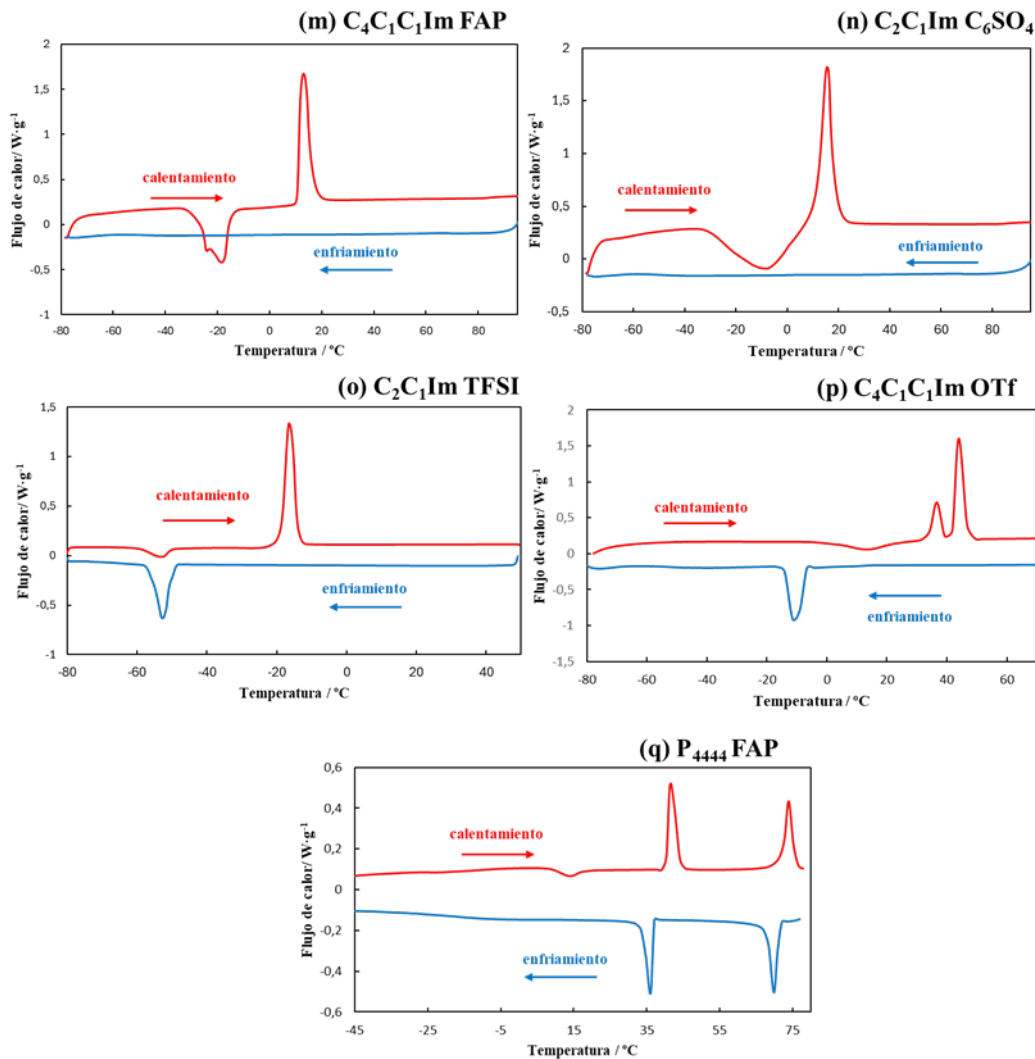 (m) C₄C₁C₁Im FAP
2
1,5
1
0,5
0
-0,5
-1
Flujo de calor/ W·g⁻¹
calentamiento
enfriamiento
-80 -60 -40 -20 0 20 40 60 80
Temperatura / ºC
(n) C₂C₁Im C₆SO₄
2
1,5
1
0,5
0
-0,5
Flujo de calor/ W·g⁻¹
calentamiento
enfriamiento
-80 -60 -40 -20 0 20 40 60 80
Temperatura / ºC
(o) C₂C₁Im TFSI
1,5
1
0,5
0
-0,5
-1
Flujo de calor/ W·g⁻¹
calentamiento
enfriamiento
-80 -60 -40 -20 0 20 40
Temperatura / ºC
(p) C₄C₁C₁Im OTf
2
1,5
1
0,5
0
-0,5
-1
-1,5
Flujo de calor/ W·g⁻¹
calentamiento
enfriamiento
-80 -60 -40 -20 0 20 40 60
Temperatura / ºC
(q) P₄₄₄₄ FAP
0,6
0,4
0,2
0
-0,2
-0,4
-0,6
Flujo de calor/ W·g⁻¹
calentamiento
enfriamiento
-45 -25 -5 15 35 55 75
Temperatura / ºC